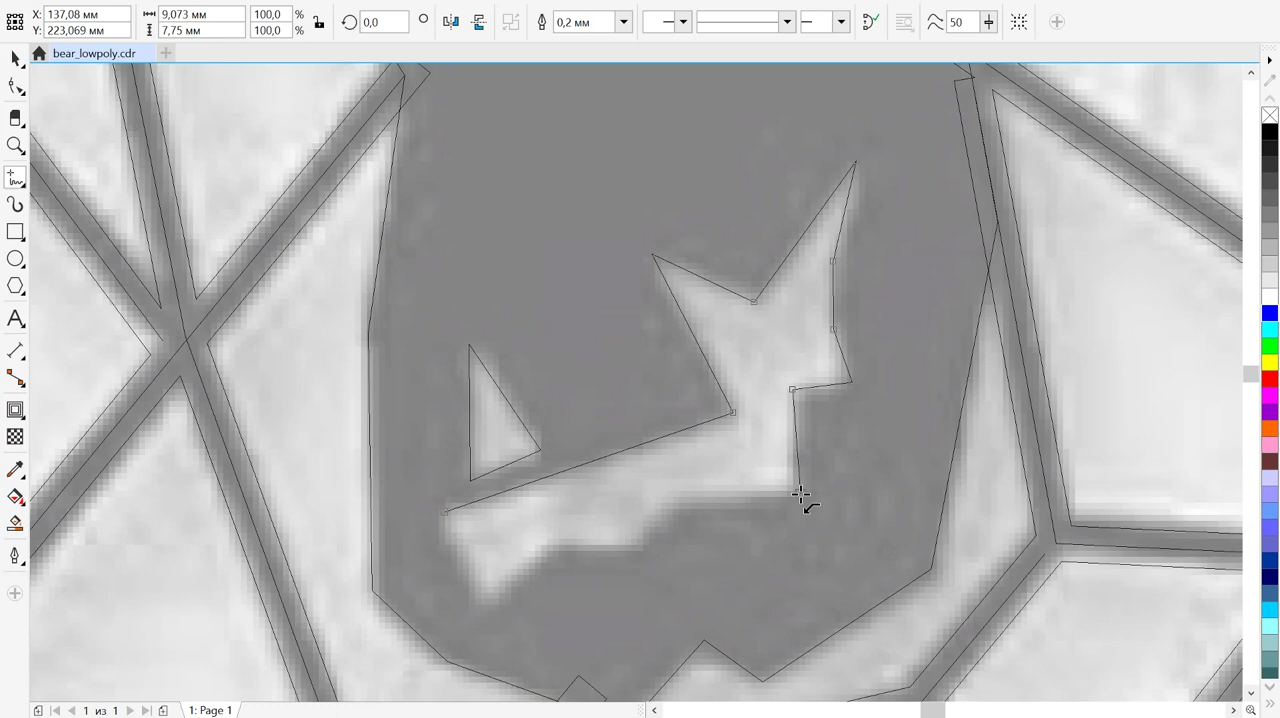 X: 137,08 мм 9,073 мм 100,0 % 0,0 0,2 мм 50
Y: 223,069 мм 7,75 мм 100,0 %
bear_lowpoly.cdr
1 из 1 1: Page 1